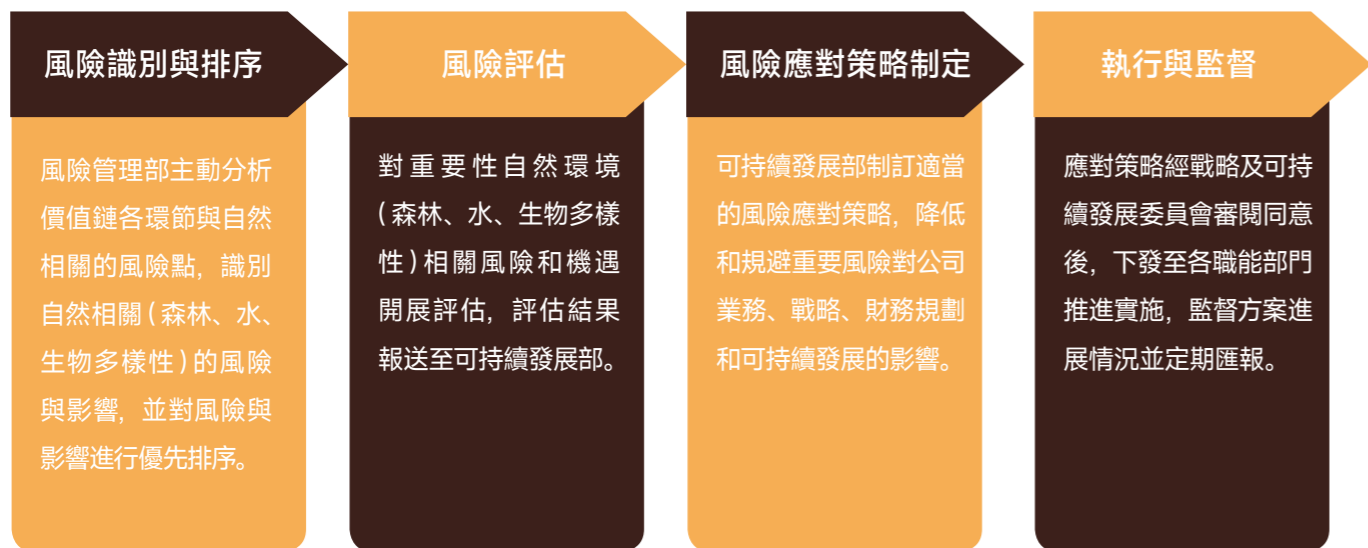 風險識別與排序
風險管理部主動分析
價值鏈各環節與自然
相關的風險點，識別
自然相關（森林、水、
生物多樣性）的風險
與影響，並對風險與
影響進行優先排序。
風險評估
對重要性自然環境
（森林、水、生物多樣
性）相關風險和機遇
開展評估，評估結果
報送至可持續發展部。
風險應對策略制定
可持續發展部制訂適當
的風險應對策略，降低
和規避重要風險對公司
業務、戰略、財務規劃
和可持續發展的影響。
執行與監督
應對策略經戰略及可持
續發展委員會審閱同意
後，下發至各職能部門
推進實施，監督方案進
展情況並定期匯報。